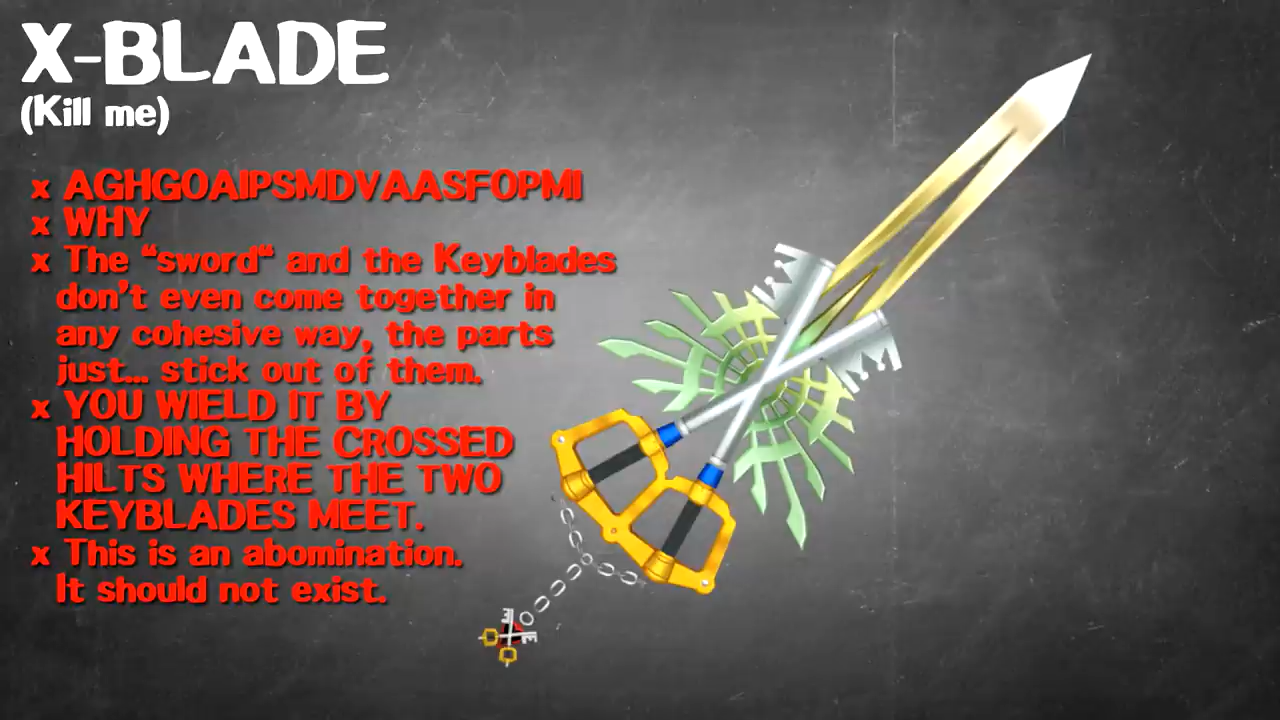 X-BLADE
(Kill me)
x AGHGOAIPSMDVAASFOPMI
x WHY
x The “sword“ and the Keyblades
don't even come together in
any cohesive way, the parts
just... stick out of them.
x YOU WIELD IT BY
HOLDING THE CROSSED
HILTS WHERE THE TWO
KEYBLADES MEET.
x This is an abomination.
It should not exist.